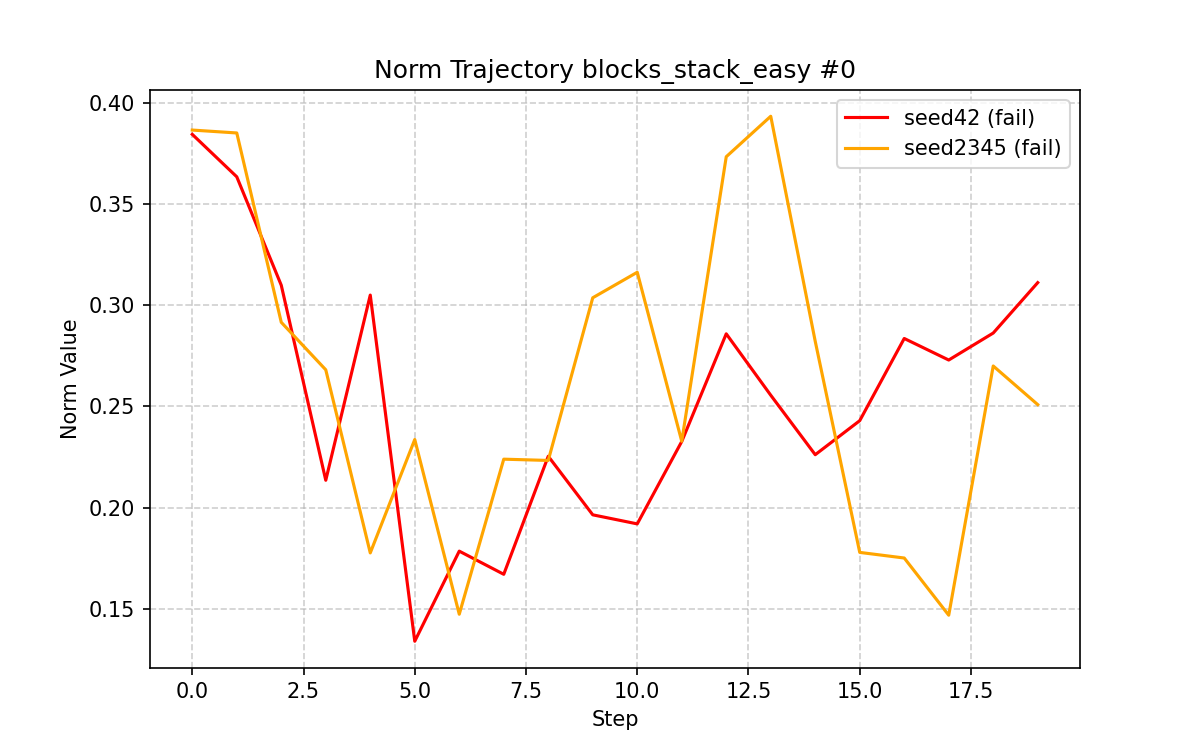 Norm Trajectory blocks_stack_easy #0
seed42 (fail)
seed2345 (fail)
Norm Value
0.40
0.35
0.30
0.25
0.20
0.15
0.0 2.5 5.0 7.5 10.0 12.5 15.0 17.5
Step